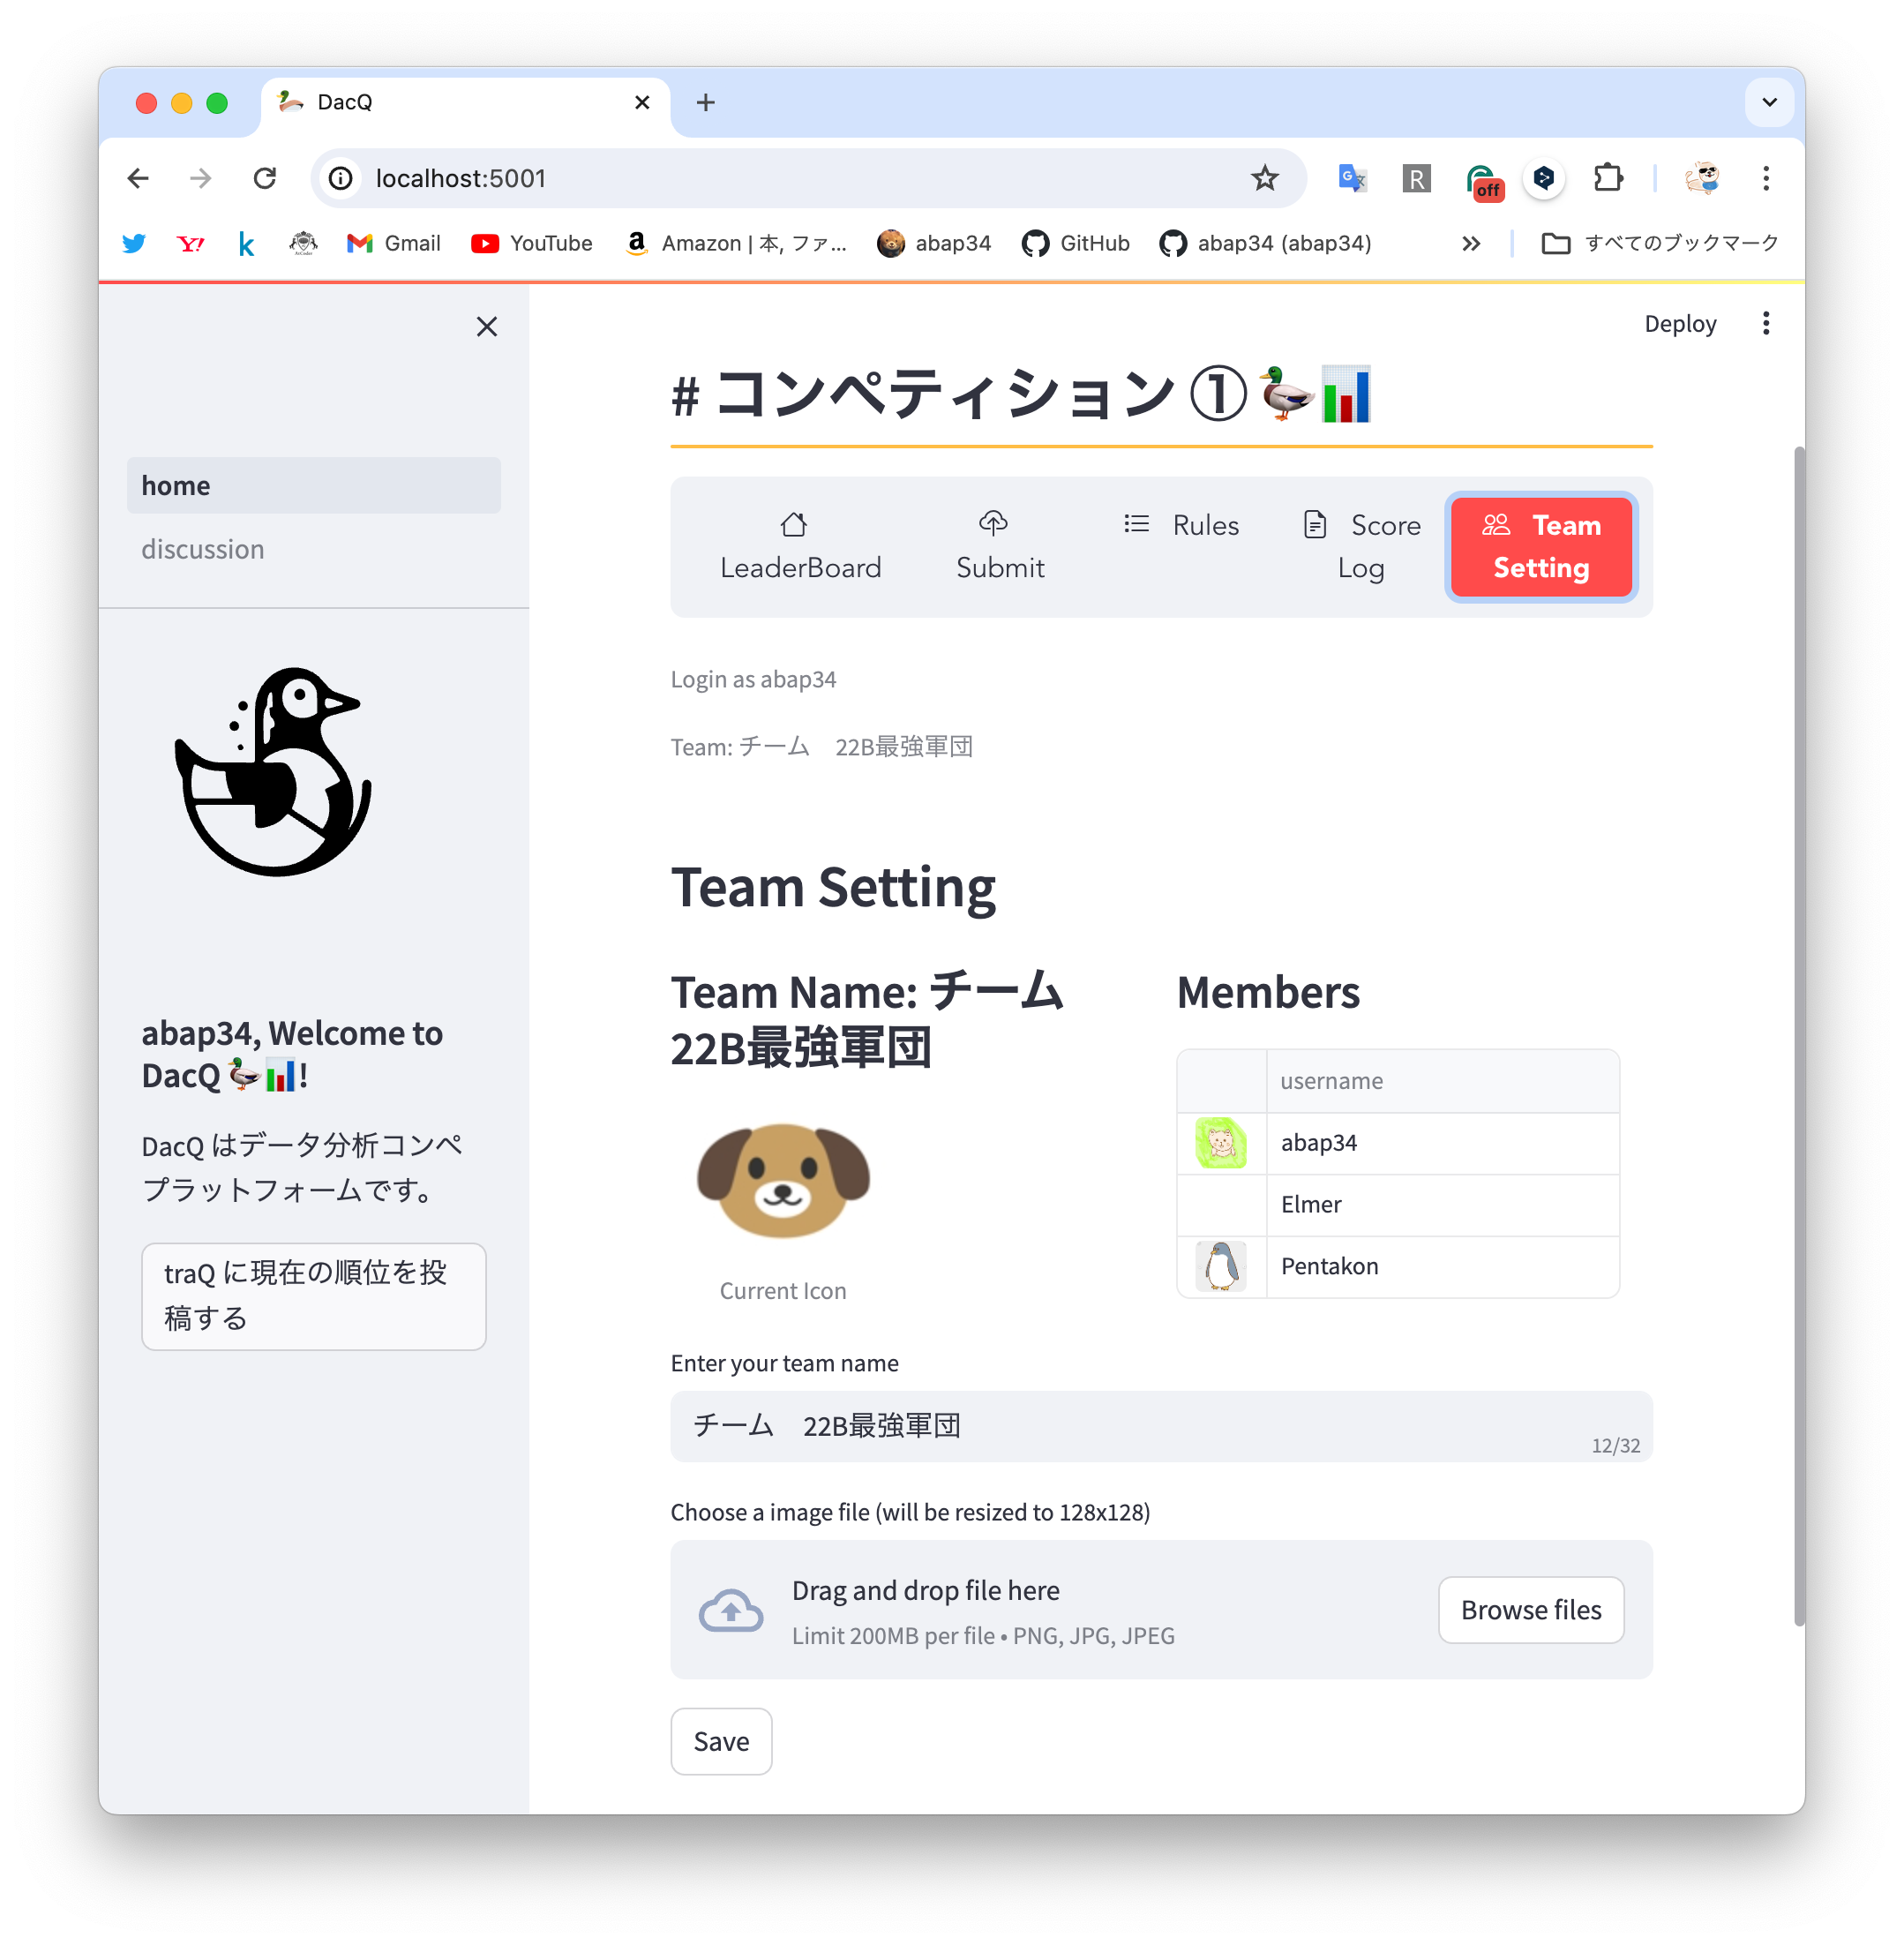 DacQ
localhost:5001
off
Gmail
YouTube
Amazon | 本, ファ...
abap34
GitHub
abap34 (abap34)
すべてのブックマーク
Deploy
home
discussion
abap34, Welcome to
DacQ🦆📊!
DacQ はデータ分析コンペ
プラットフォームです。
traQ に現在の順位を投
稿する
# コンペティション ①🦆📊
LeaderBoard
Submit
Rules
Score
Log
Team
Setting
Login as abap34
Team: チーム　22B最強軍団
Team Setting
Team Name: チーム
22B最強軍団
Current Icon
Members
username
abap34
Elmer
Pentakon
Enter your team name
チーム　22B最強軍団
12/32
Choose a image file (will be resized to 128x128)
Drag and drop file here
Limit 200MB per file • PNG, JPG, JPEG
Browse files
Save